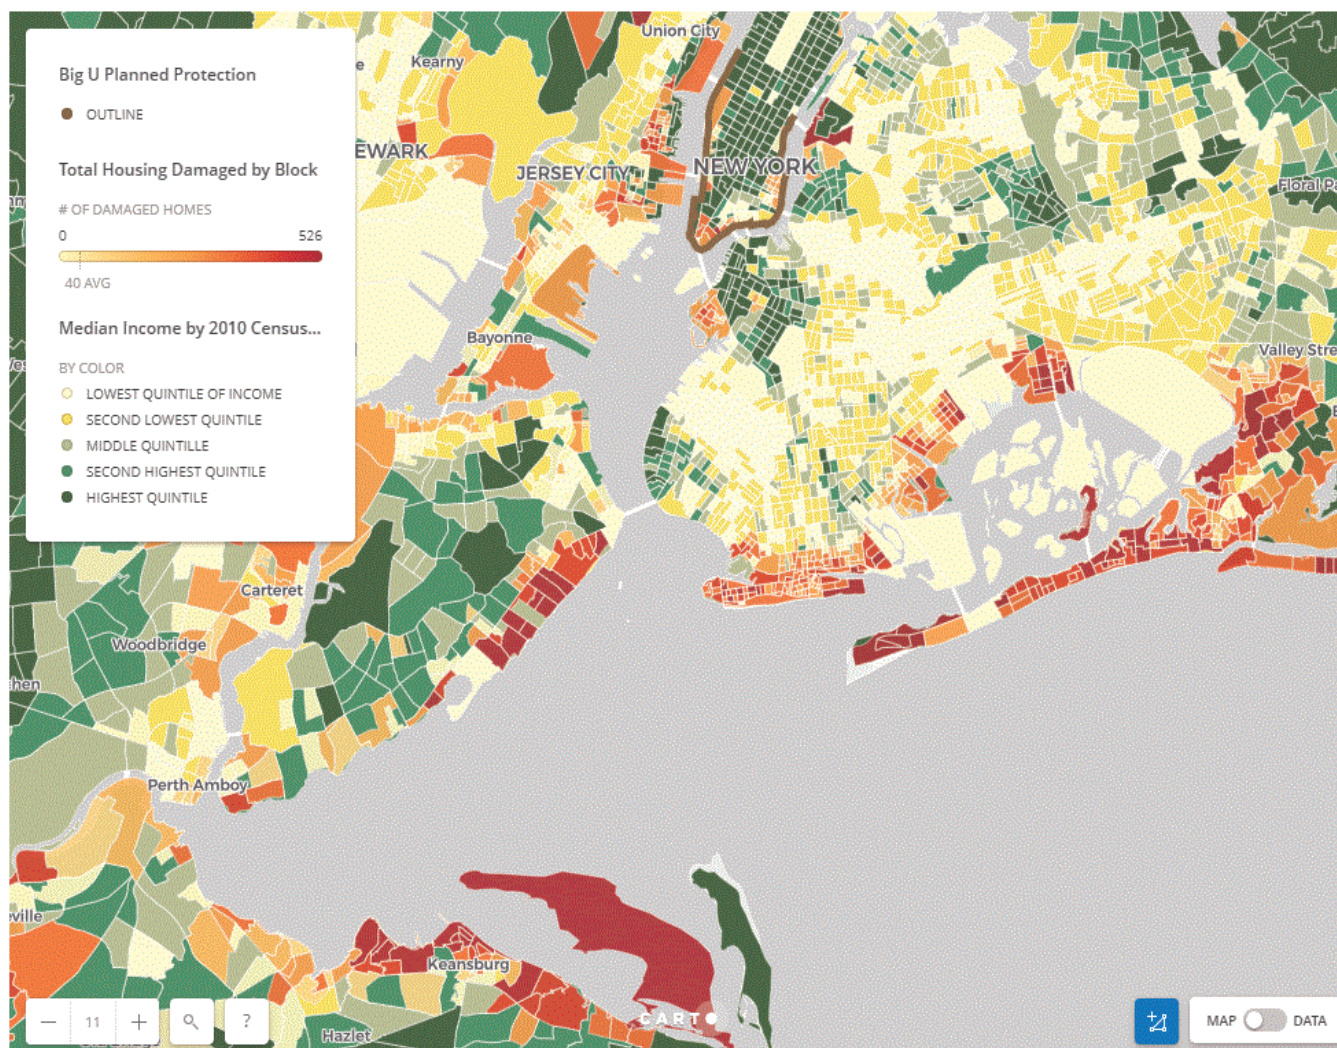 Big U Planned Protection
OUTLINE
Total Housing Damaged by Block
# OF DAMAGED HOMES
0 526
40 AVG
Median Income by 2010 Census...
BY COLOR
LOWEST QUINTILE OF INCOME
SECOND LOWEST QUINTILE
MIDDLE QUINTILLE
SECOND HIGHEST QUINTILE
HIGHEST QUINTILE
Union City
Kearny
EWARK
JERSEY CITY
NEW YORK
Floral Pa
Bayonne
Valley Stre
Carteret
Woodbridge
chen
Perth Amboy
eville
Keansburg
Hazlet
11
?
CARTO
MAP DATA